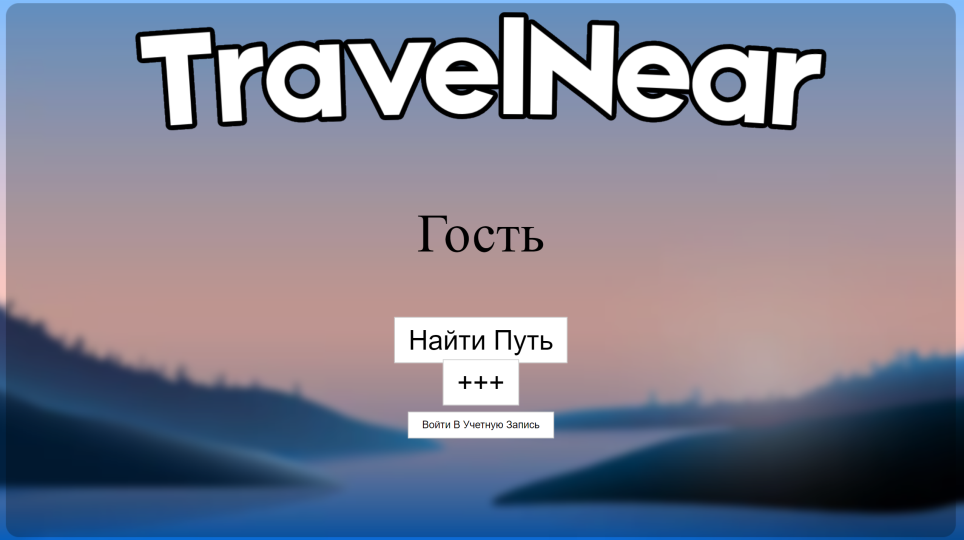 TravelNear
Гость
Найти Путь
+++
Войти В Учетную Запись